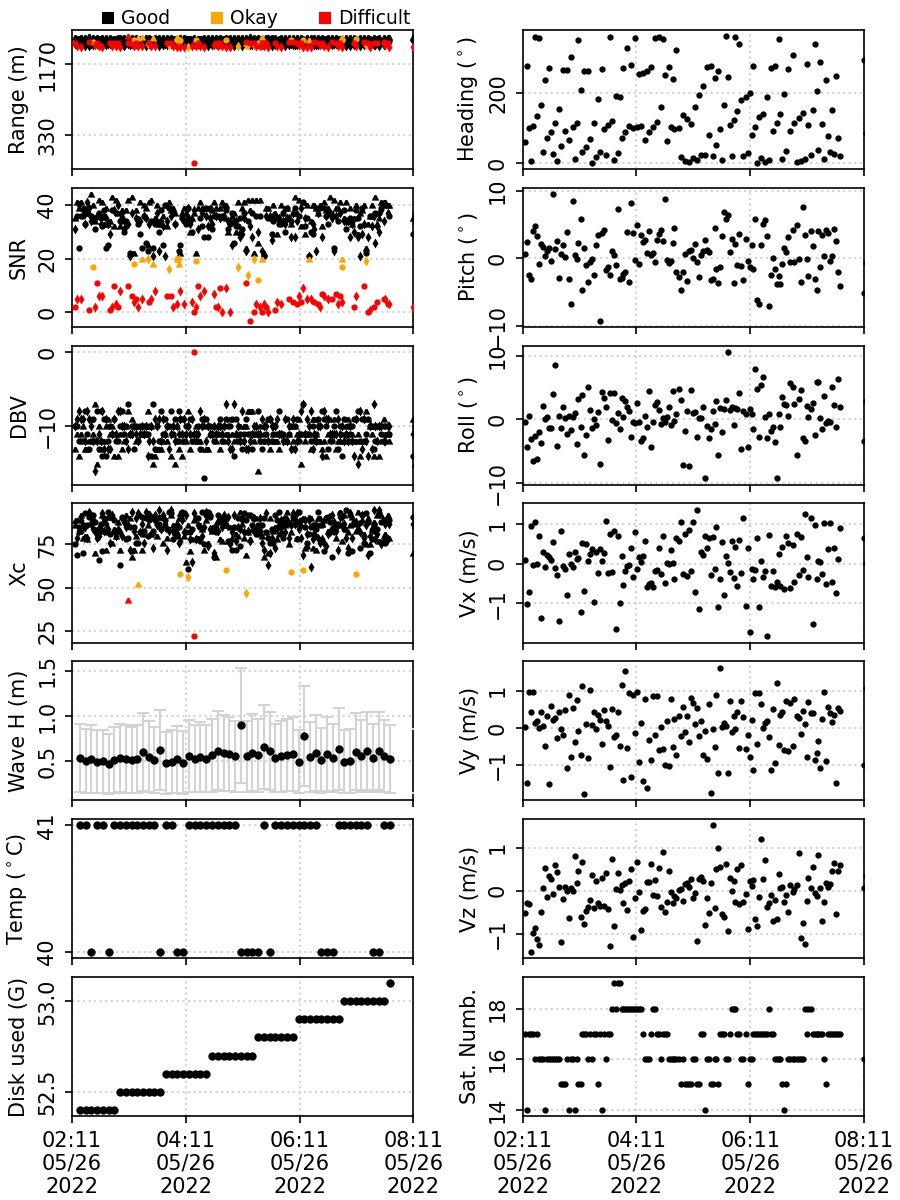 Good Okay Difficult
Range (m)
1170
330
Heading (°)
200
0
SNR
40
20
0
Pitch (°)
10
0
−10
DBV
0
−10
Roll (°)
10
0
−10
Xc
75
50
25
Vx (m/s)
1
0
−1
Wave H (m)
1.5
1.0
0.5
Vy (m/s)
1
0
−1
Temp (°C)
41
40
Vz (m/s)
1
0
−1
Disk used (G)
53.0
52.5
Sat. Numb.
18
16
14
02:11 04:11 06:11 08:11 02:11 04:11 06:11 08:11
05/26 05/26 05/26 05/26 05/26 05/26 05/26 05/26
2022 2022 2022 2022 2022 2022 2022 2022